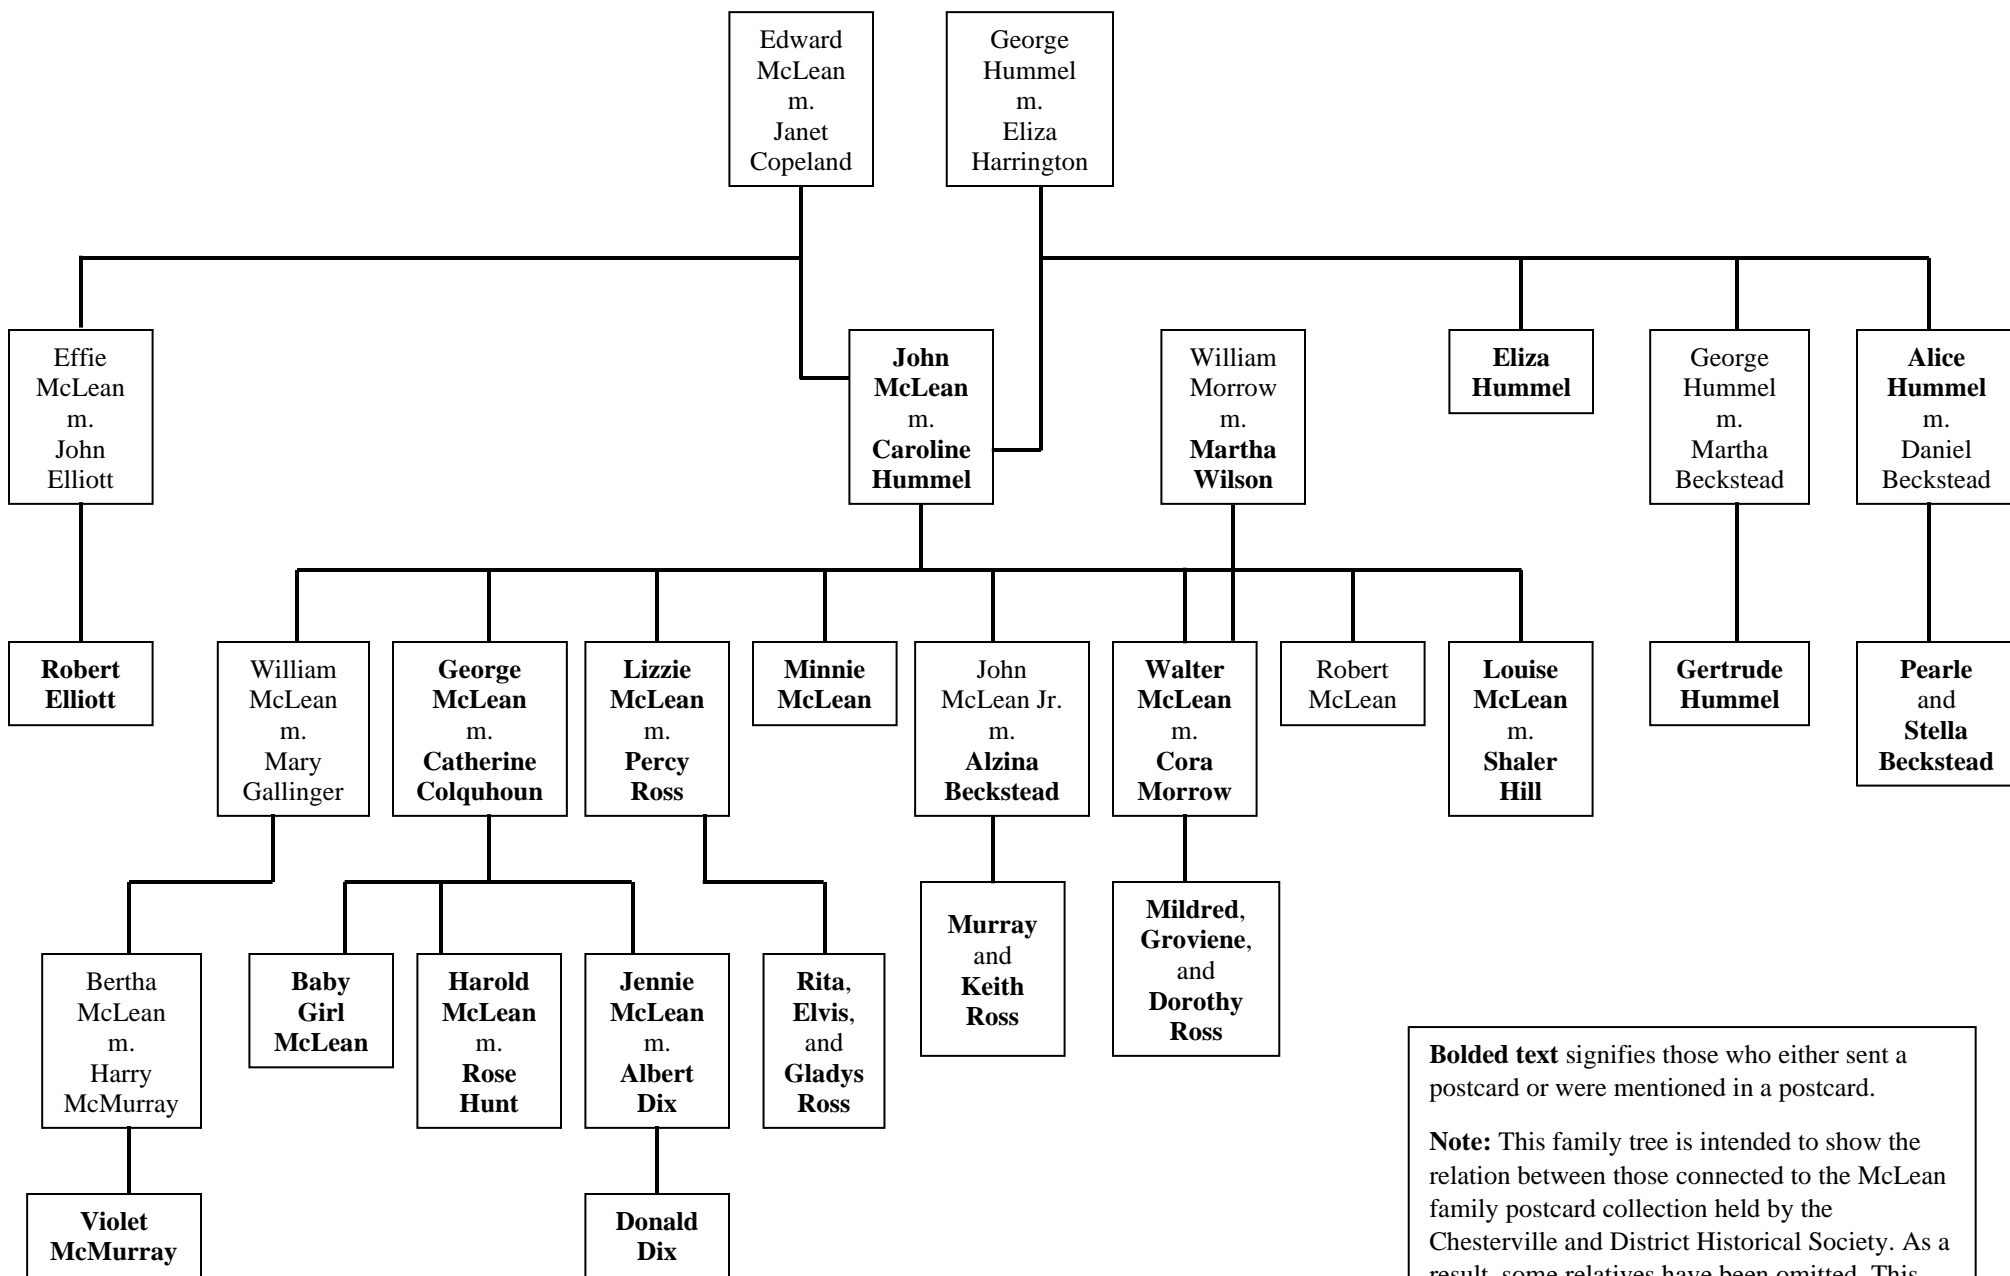 Edward
McLean
m.
Janet
Copeland
George
Hummel
m.
Eliza
Harrington
Effie
McLean
m.
John
Elliott
John
McLean
m.
Caroline
Hummel
William
Morrow
m.
Martha
Wilson
Eliza
Hummel
George
Hummel
m.
Martha
Beckstead
Alice
Hummel
m.
Daniel
Beckstead
Robert
Elliott
William
McLean
m.
Mary
Gallinger
George
McLean
m.
Catherine
Colquhoun
Lizzie
McLean
m.
Percy
Ross
Minnie
McLean
John
McLean Jr.
m.
Alzina
Beckstead
Walter
McLean
m.
Cora
Morrow
Robert
McLean
Louise
McLean
m.
Shaler
Hill
Gertrude
Hummel
Pearle
and
Stella
Beckstead
Bertha
McLean
m.
Harry
McMurray
Baby
Girl
McLean
Harold
McLean
m.
Rose
Hunt
Jennie
McLean
m.
Albert
Dix
Rita,
Elvis,
and
Gladys
Ross
Murray
and
Keith
Ross
Mildred,
Groviene,
and
Dorothy
Ross
Violet
McMurray
Donald
Dix
Bolded text signifies those who either sent a
postcard or were mentioned in a postcard.
Note: This family tree is intended to show the
relation between those connected to the McLean
family postcard collection held by the
Chesterville and District Historical Society. As a
result, some relatives have been omitted. This